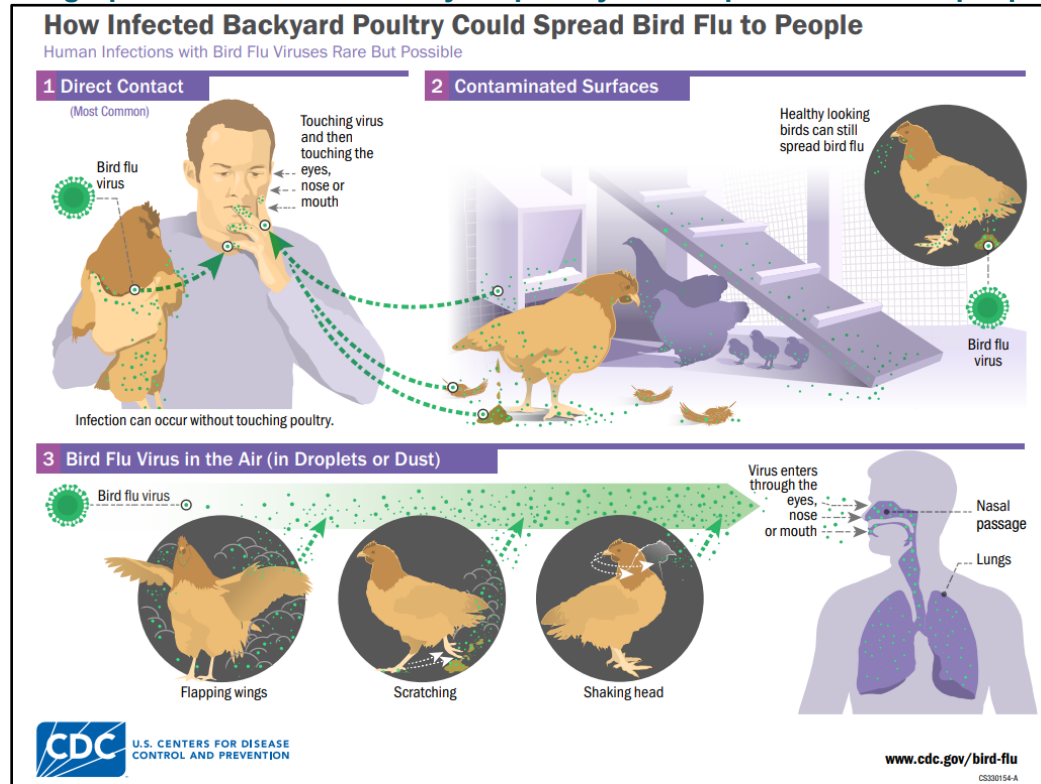 How Infected Backyard Poultry Could Spread Bird Flu to People
Human Infections with Bird Flu Viruses Rare But Possible
1 Direct Contact
(Most Common)
Bird flu
virus
Touching virus
and then
touching the
eyes,
nose or
mouth
Infection can occur without touching poultry.
2 Contaminated Surfaces
Healthy looking
birds can still
spread bird flu
Bird flu
virus
3 Bird Flu Virus in the Air (in Droplets or Dust)
Bird flu virus
Flapping wings
Scratching
Shaking head
Virus enters
through the
eyes,
nose
or mouth
Nasal
passage
Lungs
CDC
U.S. CENTERS FOR DISEASE
CONTROL AND PREVENTION
www.cdc.gov/bird-flu
CS330154-A